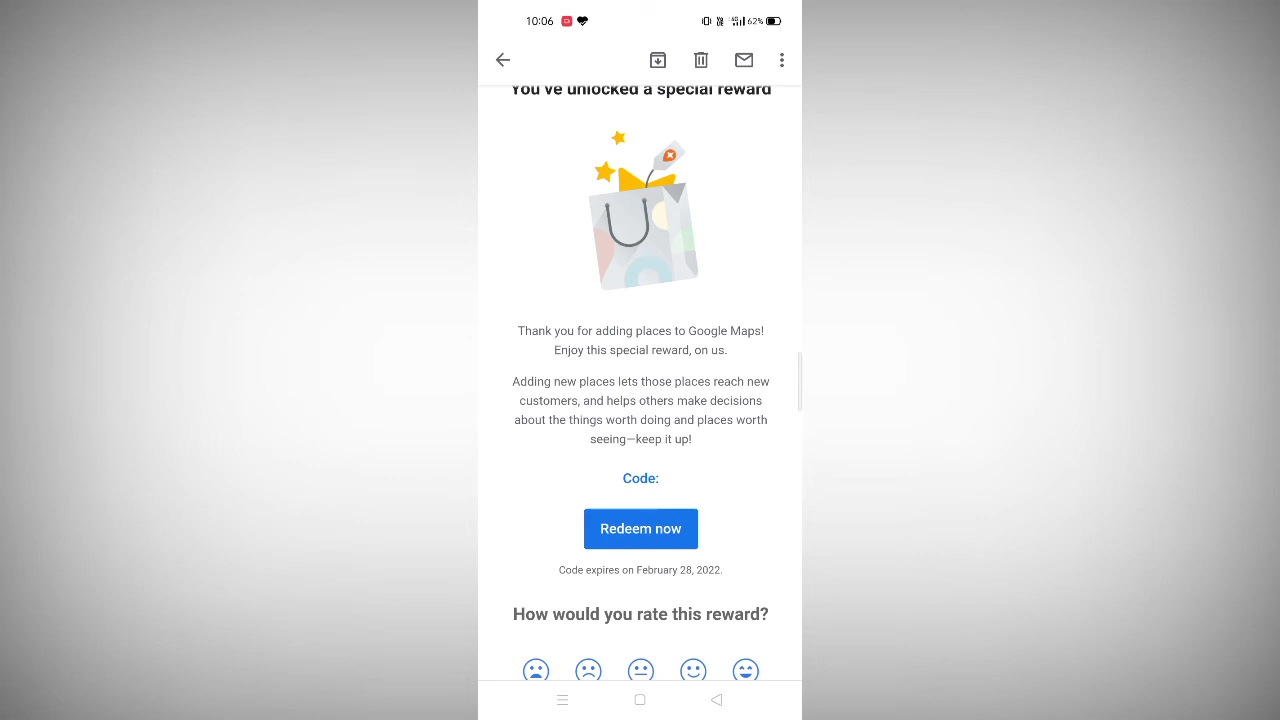 10:06 62%
You've unlocked a special reward
Thank you for adding places to Google Maps!
Enjoy this special reward, on us.
Adding new places lets those places reach new
customers, and helps others make decisions
about the things worth doing and places worth
seeing—keep it up!
Code:
Redeem now
Code expires on February 28, 2022.
How would you rate this reward?